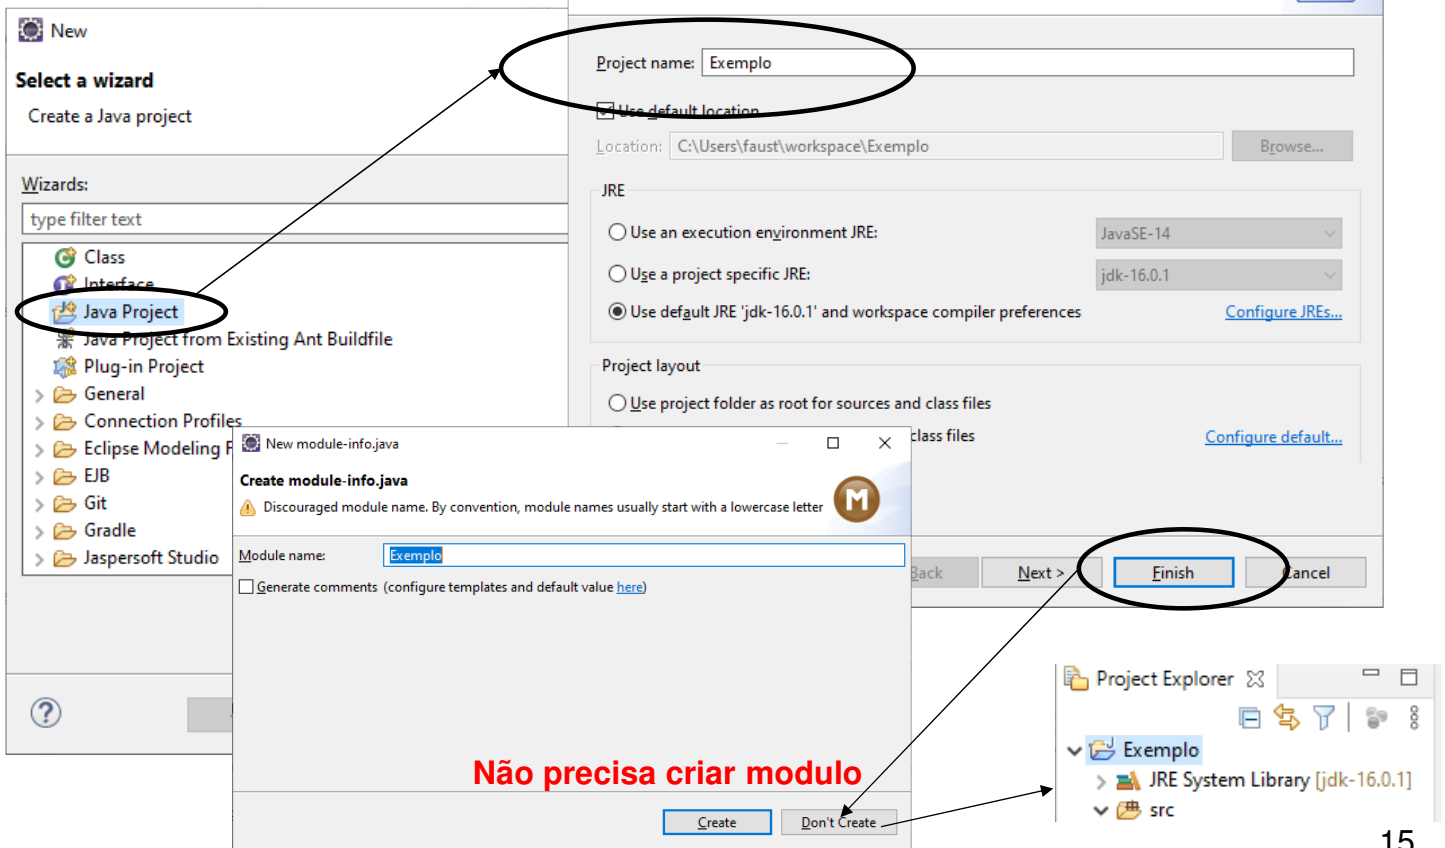 New
Select a wizard
Create a Java project
Wizards:
type filter text
Class
Interface
Java Project
Java Project from Existing Ant Buildfile
Plug-in Project
General
Connection Profiles
Eclipse Modeling F
EJB
Git
Gradle
Jaspersoft Studio
Project name: Exemplo
Use default location
Location: C:\Users\faust\workspace\Exemplo Browse...
JRE
Use an execution environment JRE: JavaSE-14
Use a project specific JRE: jdk-16.0.1
Use default JRE 'jdk-16.0.1' and workspace compiler preferences Configure JREs...
Project layout
Use project folder as root for sources and class files
class files Configure default...
Back Next > Finish Cancel
New module-info.java
Create module-info.java
Discouraged module name. By convention, module names usually start with a lowercase letter
M
Module name: Exemplo
Generate comments (configure templates and default value here)
Não precisa criar modulo
Create Don't Create
Project Explorer
Exemplo
JRE System Library [jdk-16.0.1]
src
15